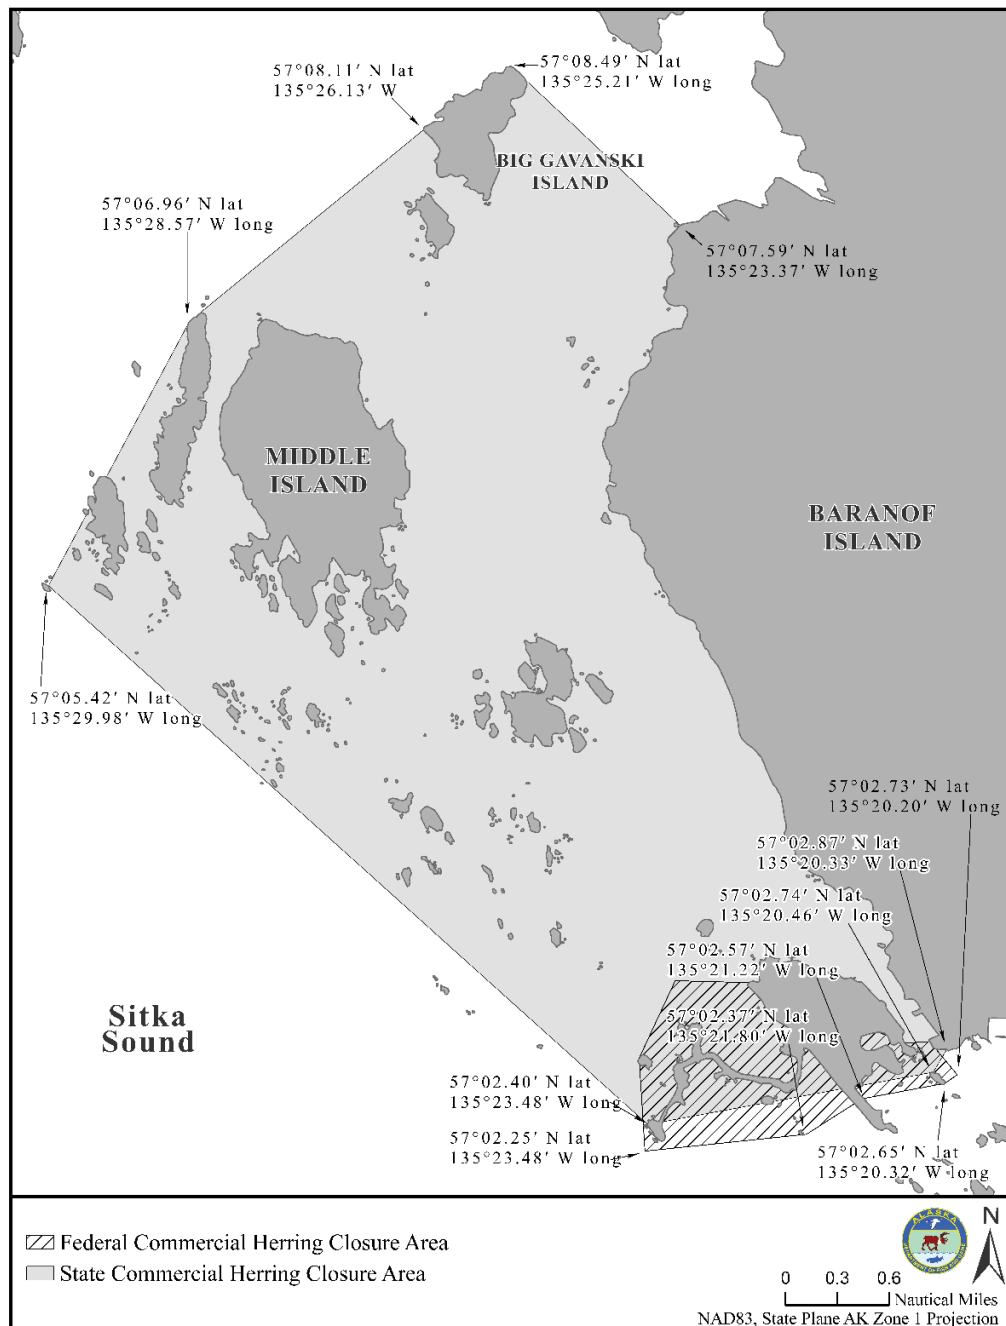 57°08.49′ N lat
135°25.21′ W long
57°08.11′ N lat
135°26.13′ W
BIG GAVANSKI
ISLAND
57°06.96′ N lat
135°28.57′ W long
57°07.59′ N lat
135°23.37′ W long
MIDDLE
ISLAND
BARANOF
ISLAND
57°05.42′ N lat
135°29.98′ W long
57°02.73′ N lat
135°20.20′ W long
57°02.87′ N lat
135°20.33′ W long
57°02.74′ N lat
135°20.46′ W long
57°02.57′ N lat
135°21.22′ W long
57°02.37′ N lat
135°21.80′ W long
Sitka
Sound
57°02.40′ N lat
135°23.48′ W long
57°02.25′ N lat
135°23.48′ W long
57°02.65′ N lat
135°20.32′ W long
Federal Commercial Herring Closure Area
State Commercial Herring Closure Area
ALASKA
N
0 0.3 0.6
Nautical Miles
NAD83, State Plane AK Zone 1 Projection